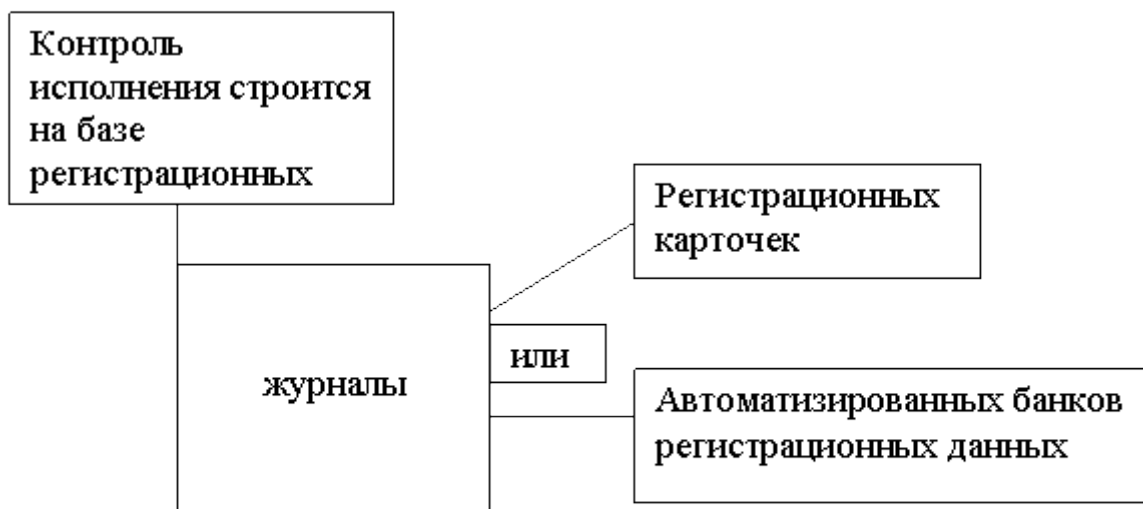 Контроль
исполнения строится
на базе
регистрационных
Регистрационных
карточек
или
журналы
Автоматизированных банков
регистрационных данных